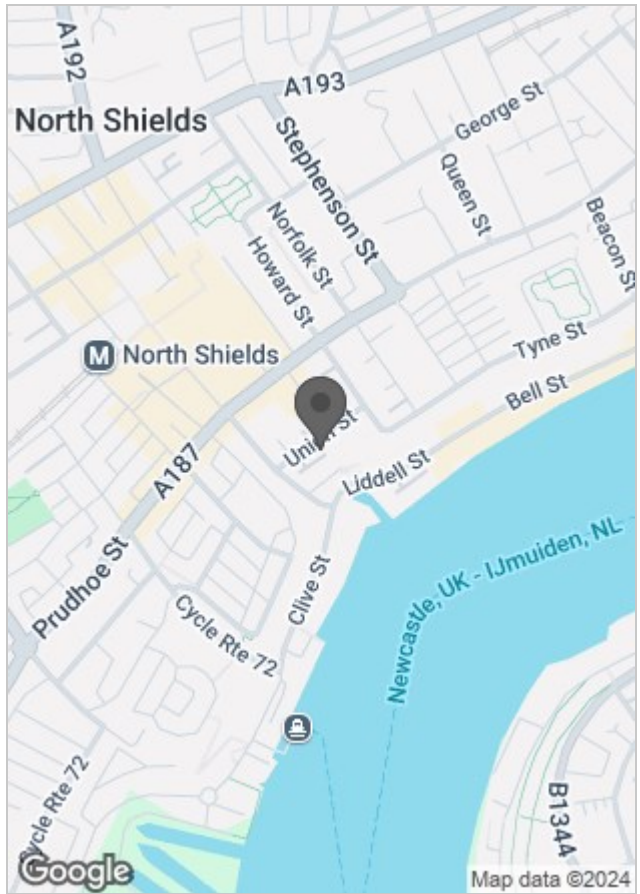 A192
A193
North Shields
George St
Stephenson St
Queen St
Beacon St
Norfolk St
Howard St
M North Shields
Tyne St
Bell St
Union St
A187
Liddell St
Prudhoe St
Clive St
Newcastle, UK - IJmuiden, NL
Cycle Rte 72
Cycle Rte 72
B1344
Google
Map data ©2024